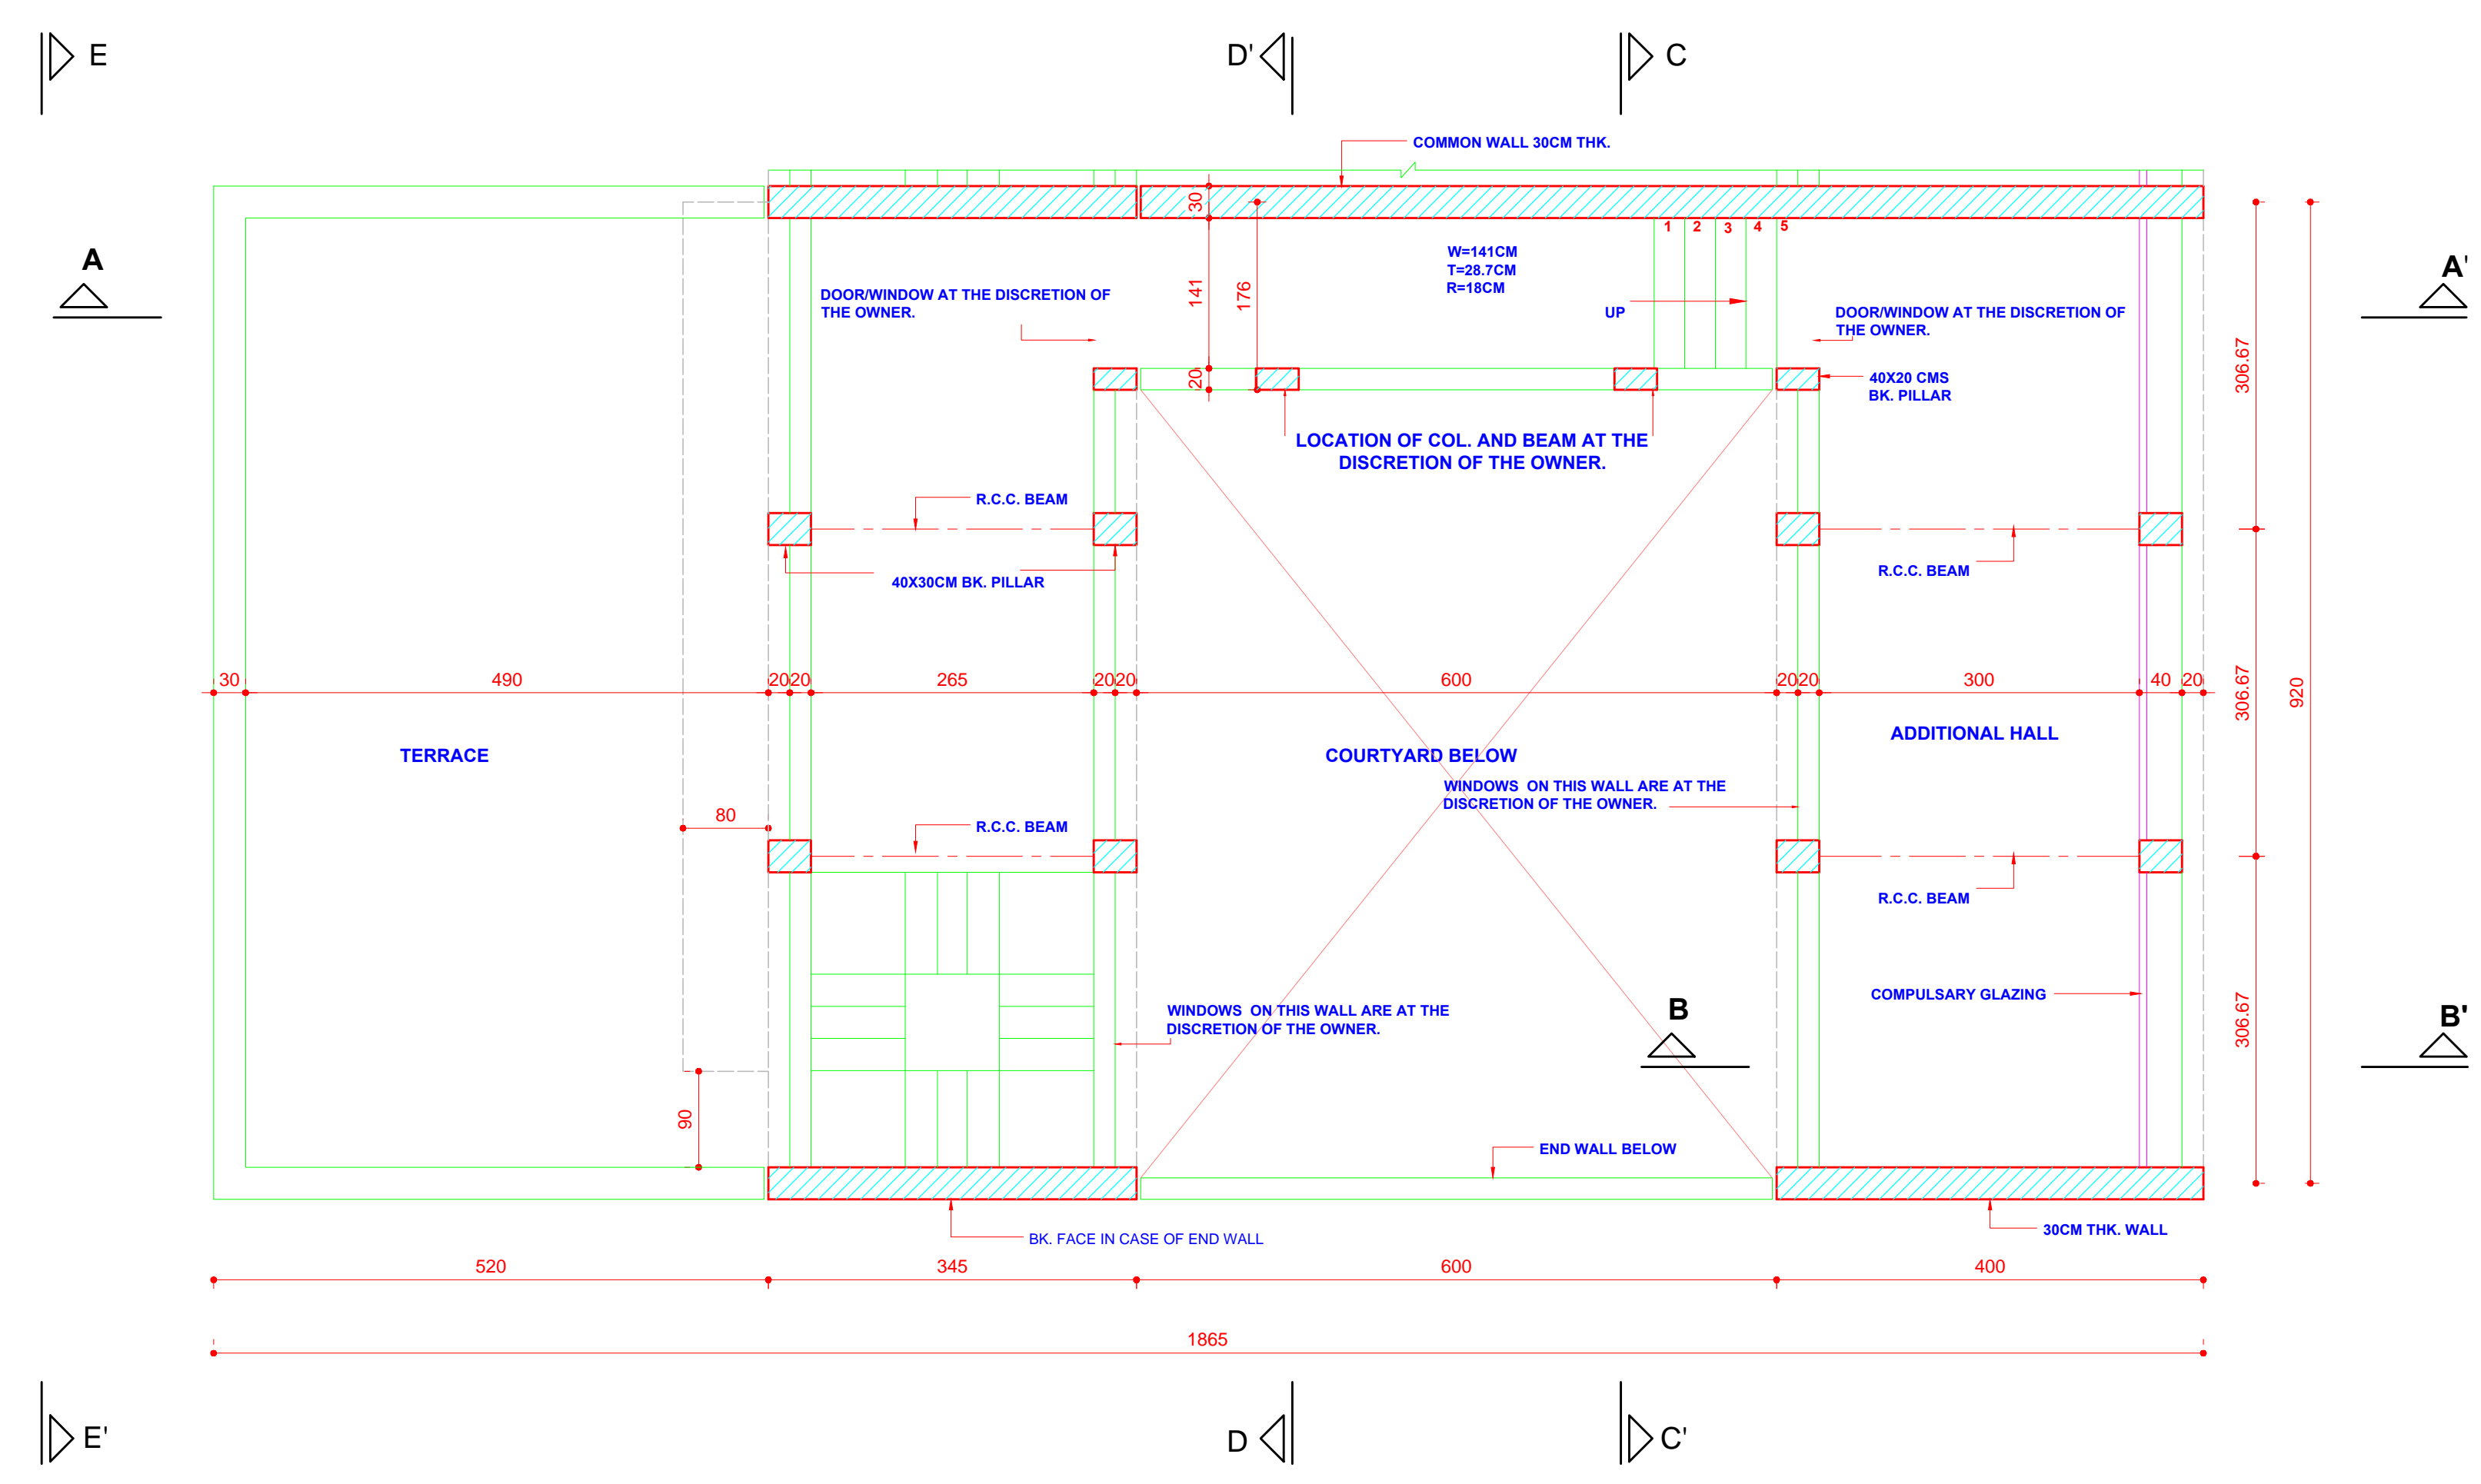 E
D'
C
COMMON WALL 30CM THK.
30
1 2 3 4 5
A
W=141CM
T=28.7CM
R=18CM
A'
DOOR/WINDOW AT THE DISCRETION OF
THE OWNER.
141
176
UP
DOOR/WINDOW AT THE DISCRETION OF
THE OWNER.
306.67
20
40X20 CMS
BK. PILLAR
LOCATION OF COL. AND BEAM AT THE
DISCRETION OF THE OWNER.
R.C.C. BEAM
R.C.C. BEAM
40X30CM BK. PILLAR
30 490 20 20 265 20 20 600 20 20 300 40 20
306.67
920
TERRACE
COURTYARD BELOW
ADDITIONAL HALL
WINDOWS ON THIS WALL ARE AT THE
DISCRETION OF THE OWNER.
80
R.C.C. BEAM
R.C.C. BEAM
COMPULSARY GLAZING
WINDOWS ON THIS WALL ARE AT THE
DISCRETION OF THE OWNER.
B
B'
306.67
90
END WALL BELOW
BK. FACE IN CASE OF END WALL
30CM THK. WALL
520 345 600 400
1865
E'
D
C'